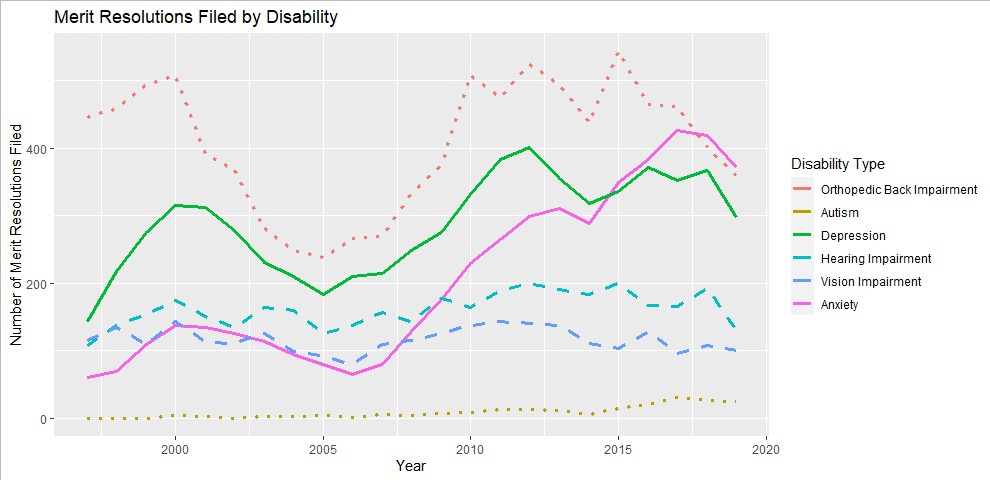 Merit Resolutions Filed by Disability
Number of Merit Resolutions Filed
400
200
0
2000
2005
2010
2015
2020
Year
Disability Type
Orthopedic Back Impairment
Autism
Depression
Hearing Impairment
Vision Impairment
Anxiety